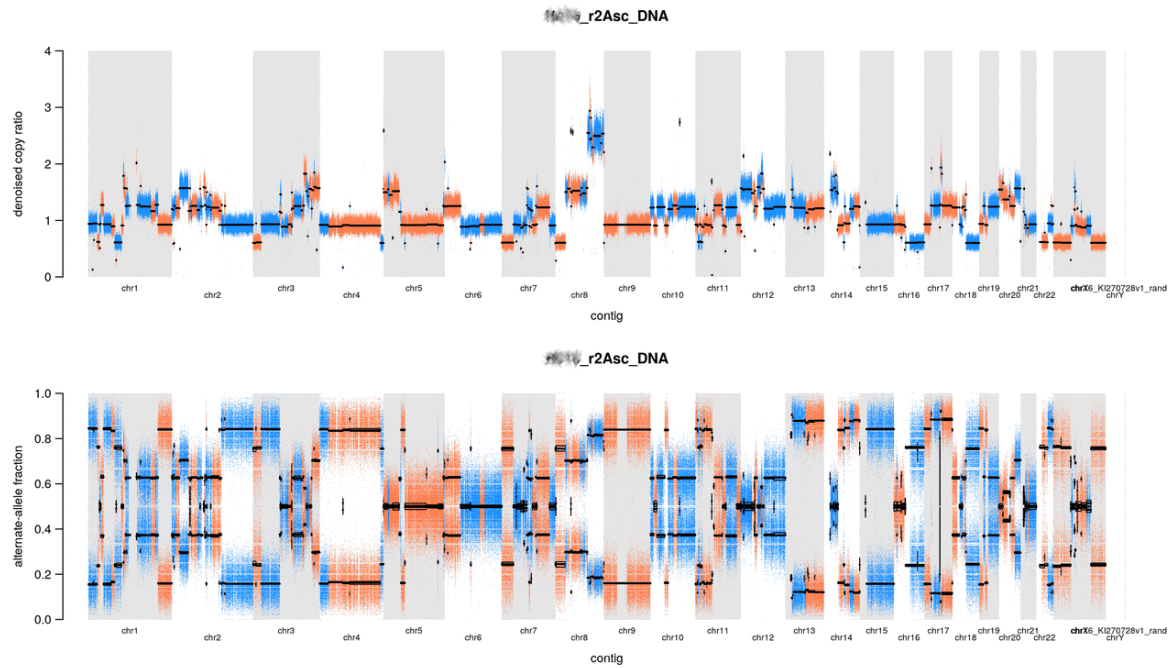 _r2Asc_DNA
4
3
2
1
0
denoised copy ratio
chr1 chr2 chr3 chr4 chr5 chr6 chr7 chr8 chr9 chr10 chr11 chr12 chr13 chr14 chr15 chr16 chr17 chr18 chr19 chr20 chr21 chr22 chrY
contig
_r2Asc_DNA
1.0
0.8
0.6
0.4
0.2
0.0
alternate-allele fraction
chr1 chr2 chr3 chr4 chr5 chr6 chr7 chr8 chr9 chr10 chr11 chr12 chr13 chr14 chr15 chr16 chr17 chr18 chr19 chr20 chr21 chr22 chrY
contig